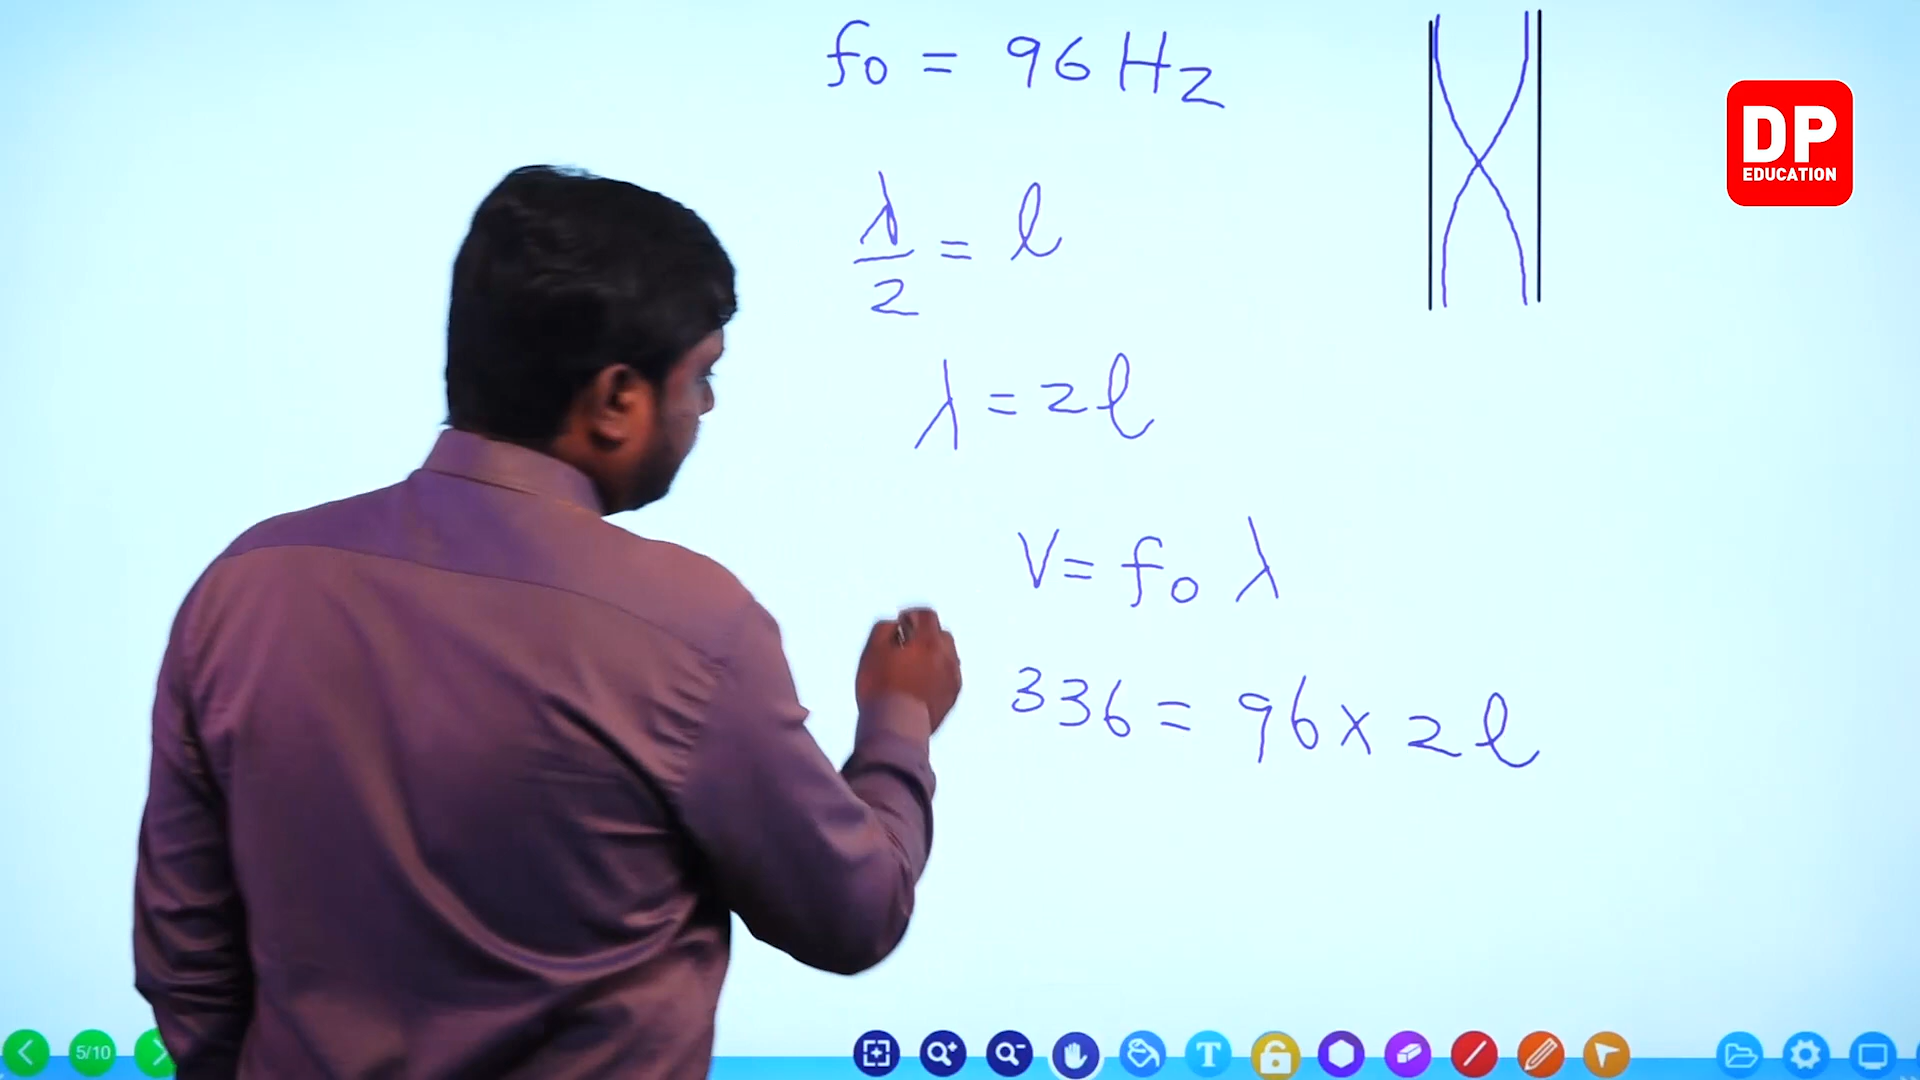 f₀ = 96 Hz
DP
EDUCATION
λ/2 = l
λ = 2l
V = f₀ λ
336 = 96 × 2l
5/10
T